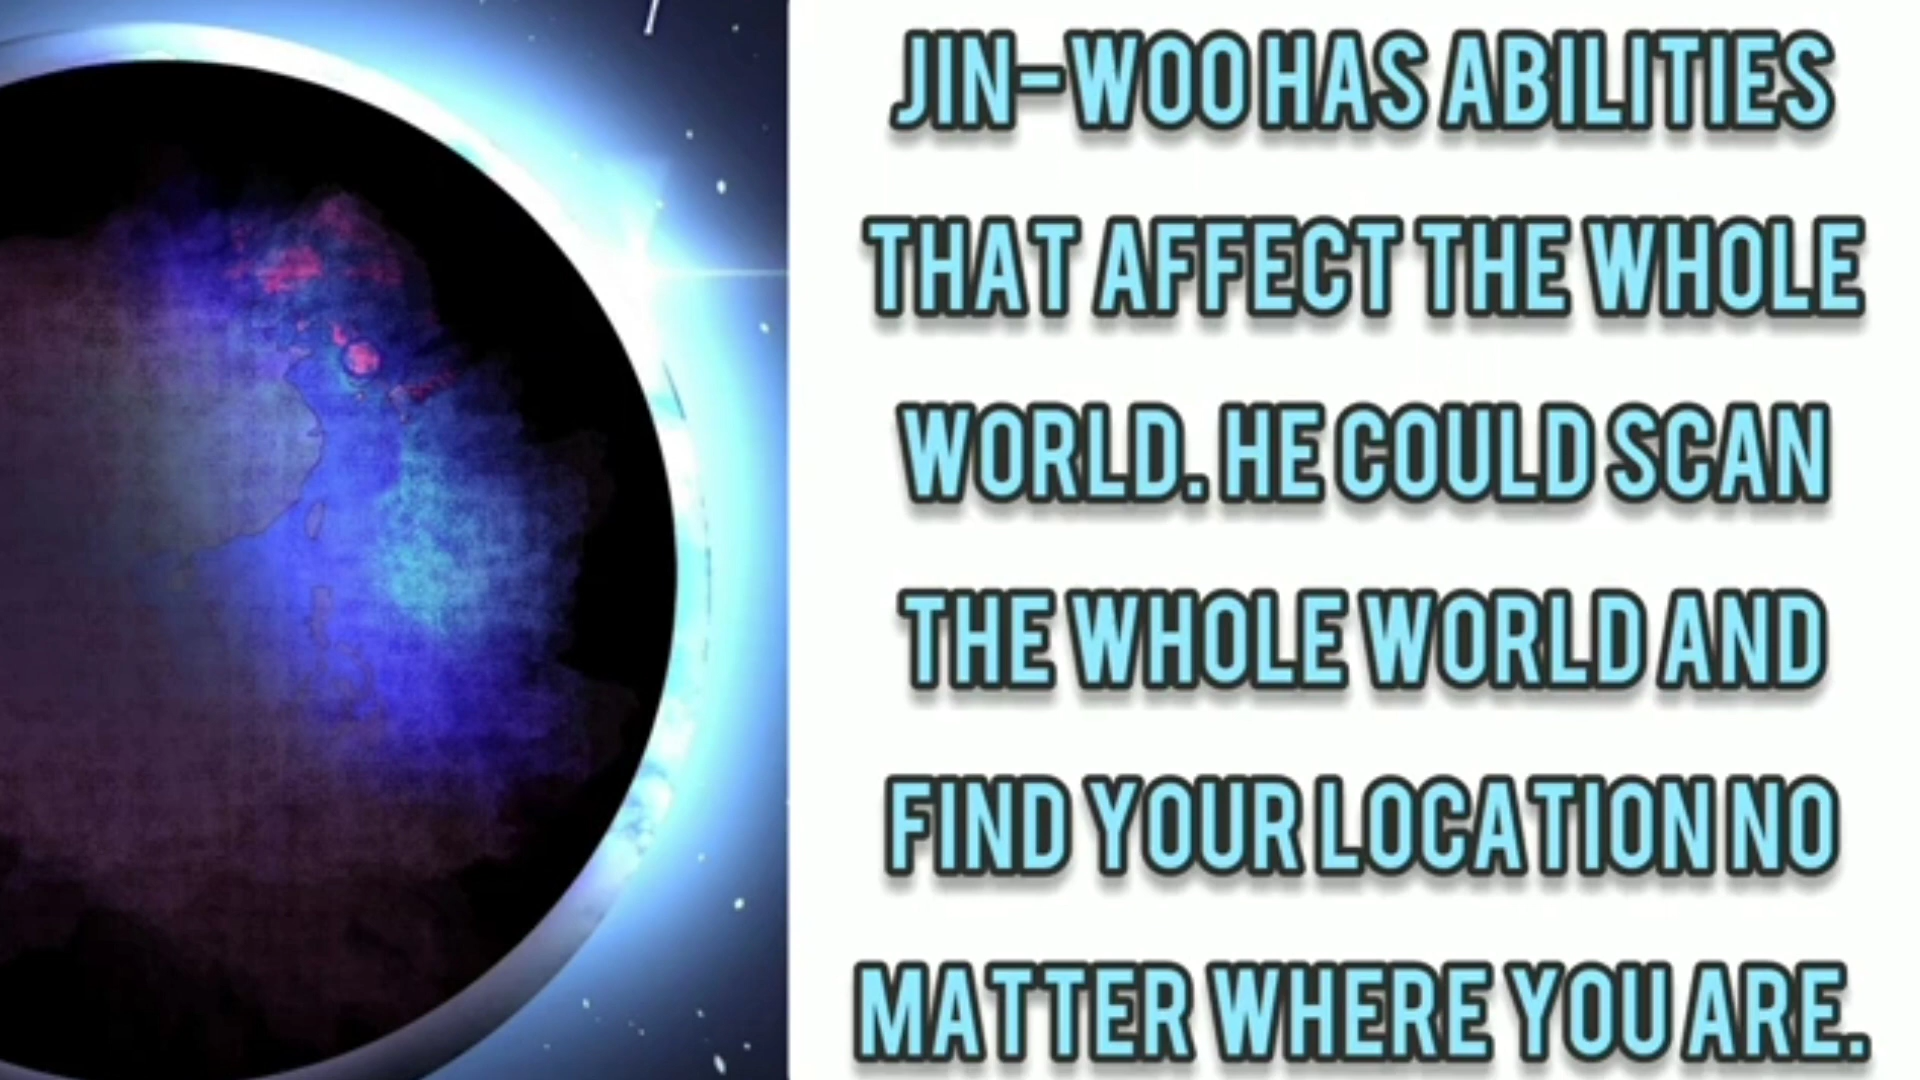 JIN-WOO HAS ABILITIES
THAT AFFECT THE WHOLE
WORLD. HE COULD SCAN
THE WHOLE WORLD AND
FIND YOUR LOCATION NO
MATTER WHERE YOU ARE.